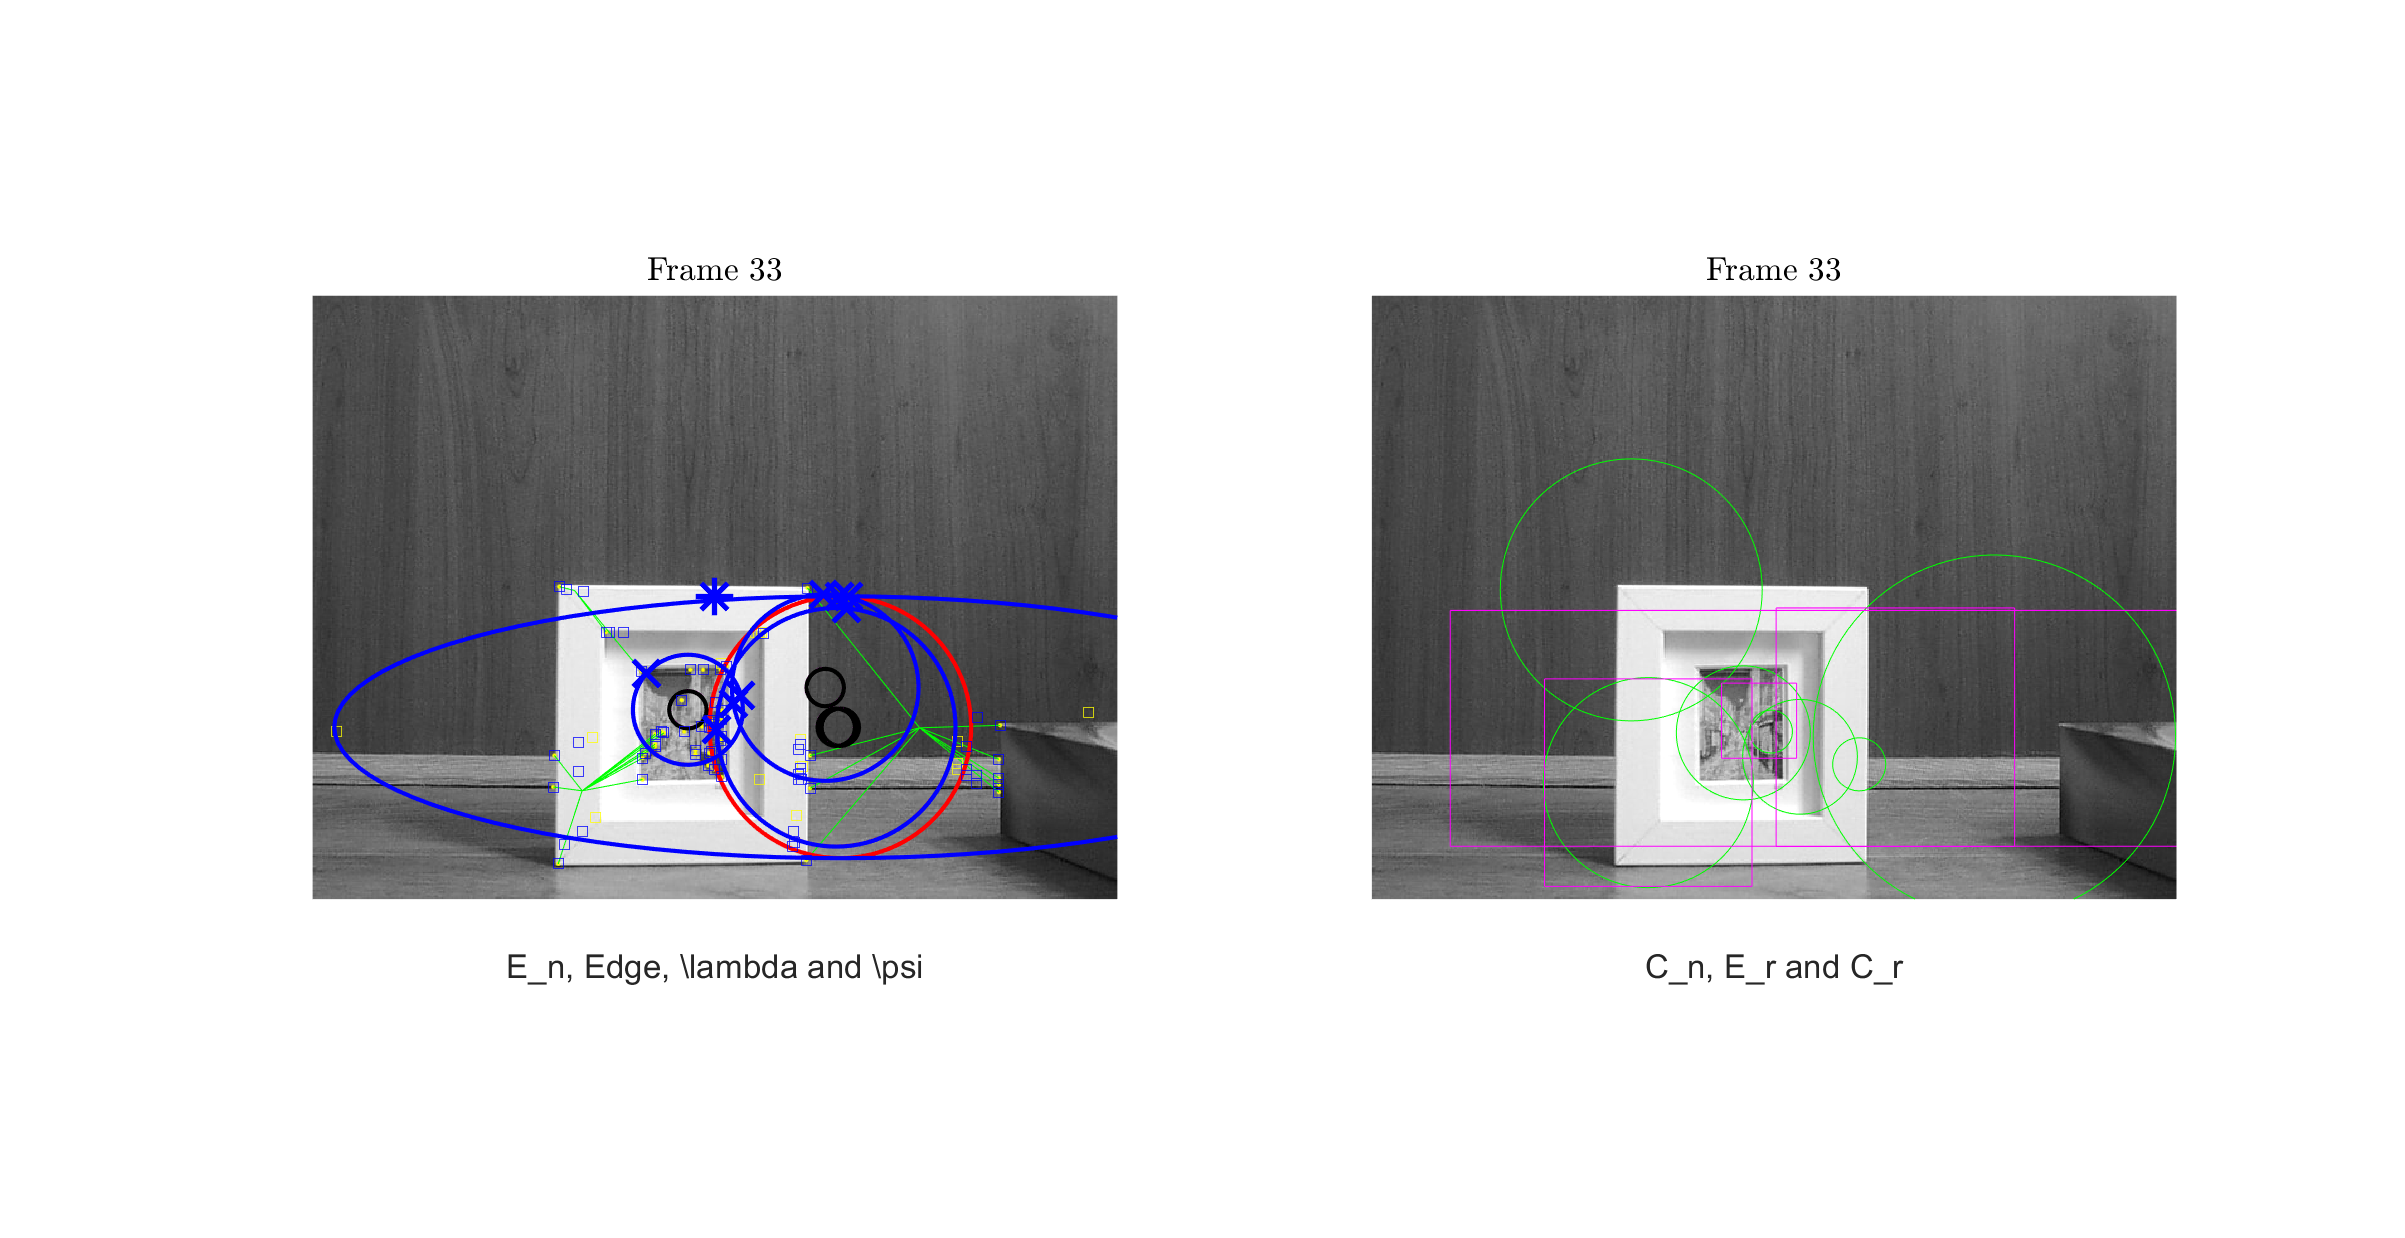 Frame 33
Frame 33
E_n, Edge, \lambda and \psi
C_n, E_r and C_r